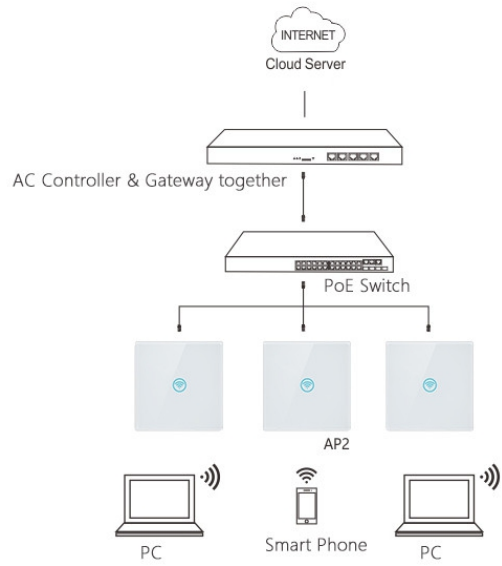 INTERNET
Cloud Server
AC Controller & Gateway together
PoE Switch
AP2
PC
Smart Phone
PC